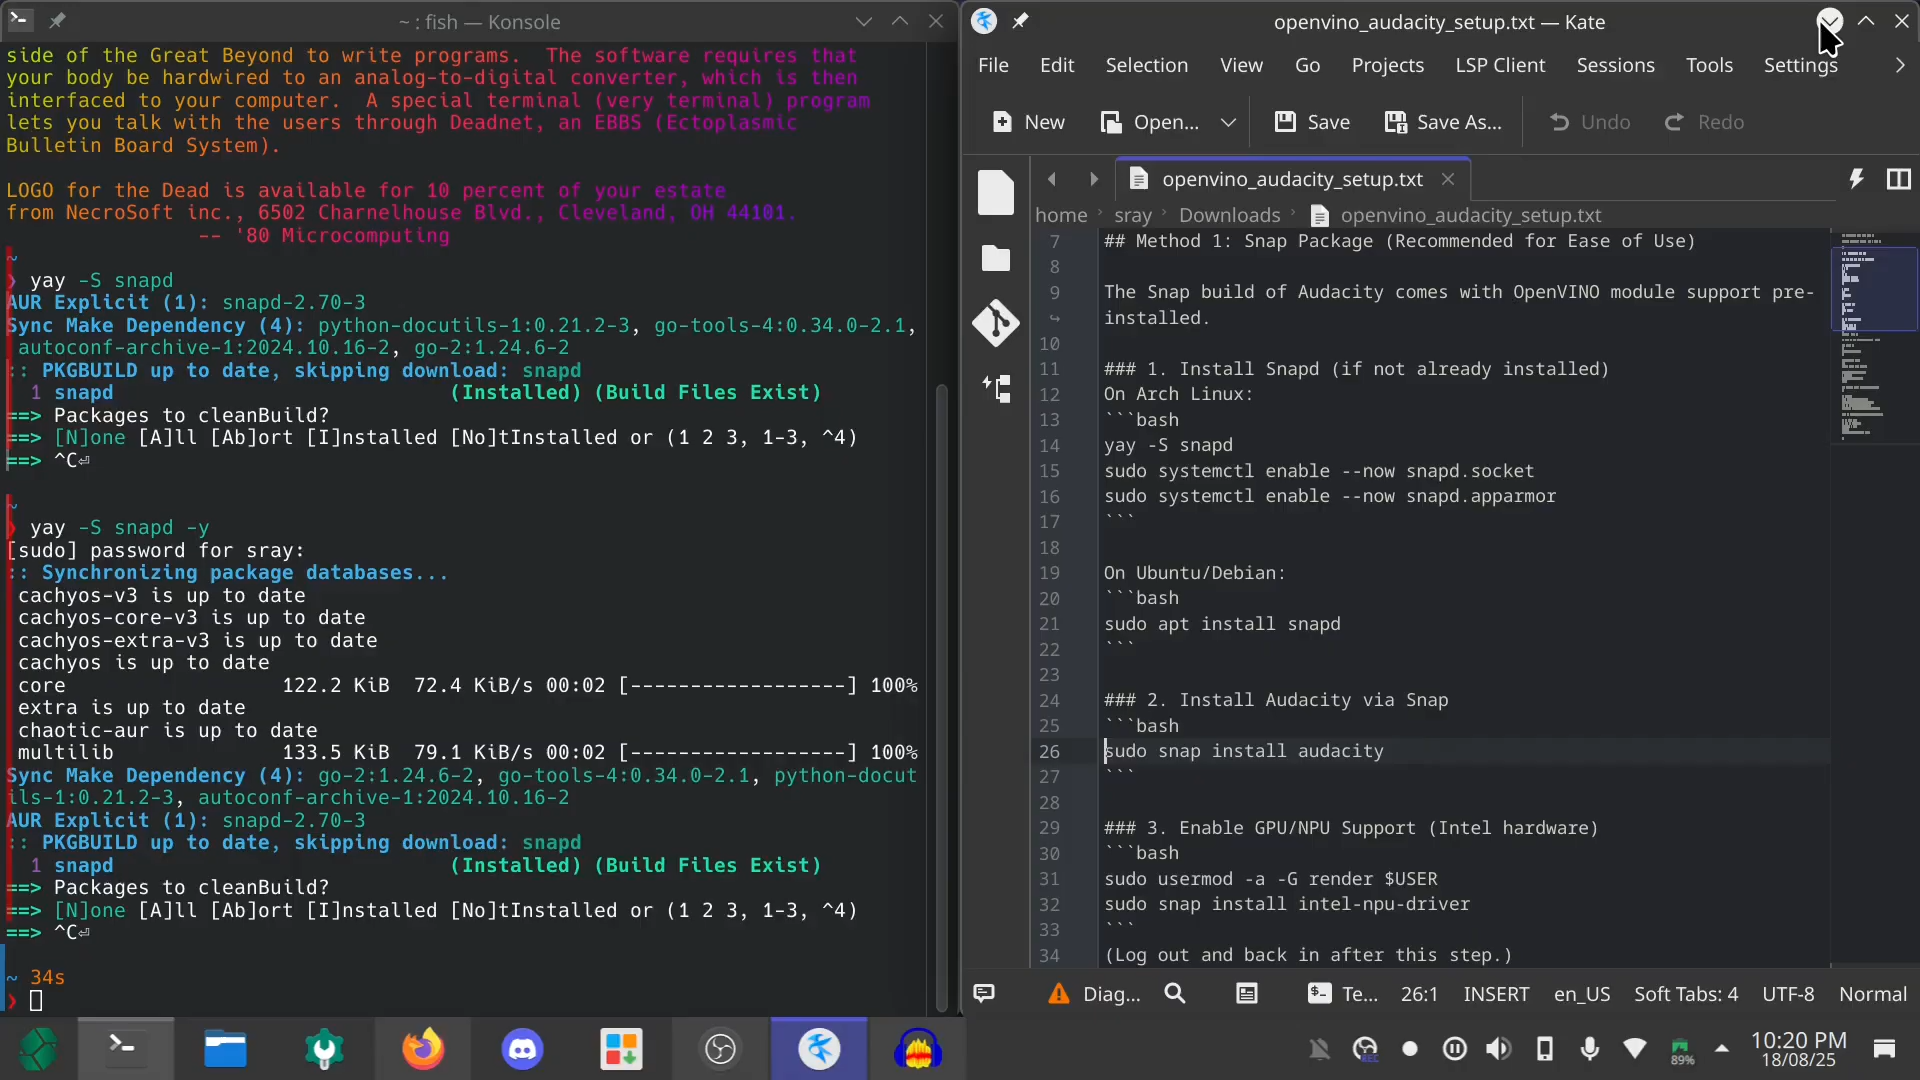 ~ : fish — Konsole
side of the Great Beyond to write programs.  The software requires that
your body be hardwired to an analog-to-digital converter, which is then
interfaced to your computer.  A special terminal (very terminal) program
lets you talk with the users through Deadnet, an EBBS (Ectoplasmic
Bulletin Board System).
LOGO for the Dead is available for 10 percent of your estate
from NecroSoft inc., 6502 Charnelhouse Blvd., Cleveland, OH 44101.
-- '80 Microcomputing
~
❯ yay -S snapd
AUR Explicit (1): snapd-2.70-3
Sync Make Dependency (4): python-docutils-1:0.21.2-3, go-tools-4:0.34.0-2.1,
autoconf-archive-1:2024.10.16-2, go-2:1.24.6-2
:: PKGBUILD up to date, skipping download: snapd
1 snapd (Installed) (Build Files Exist)
==> Packages to cleanBuild?
==> [N]one [A]ll [Ab]ort [I]nstalled [No]tInstalled or (1 2 3, 1-3, ^4)
==> ^C⏎
~
❯ yay -S snapd -y
[sudo] password for sray:
:: Synchronizing package databases...
cachyos-v3 is up to date
cachyos-core-v3 is up to date
cachyos-extra-v3 is up to date
cachyos is up to date
core 122.2 KiB 72.4 KiB/s 00:02 [------------------] 100%
extra is up to date
chaotic-aur is up to date
multilib 133.5 KiB 79.1 KiB/s 00:02 [------------------] 100%
Sync Make Dependency (4): go-2:1.24.6-2, go-tools-4:0.34.0-2.1, python-docut
ils-1:0.21.2-3, autoconf-archive-1:2024.10.16-2
AUR Explicit (1): snapd-2.70-3
:: PKGBUILD up to date, skipping download: snapd
1 snapd (Installed) (Build Files Exist)
==> Packages to cleanBuild?
==> [N]one [A]ll [Ab]ort [I]nstalled [No]tInstalled or (1 2 3, 1-3, ^4)
==> ^C⏎
~ 34s
❯
openvino_audacity_setup.txt — Kate
File Edit Selection View Go Projects LSP Client Sessions Tools Settings
New Open... Save Save As... Undo Redo
openvino_audacity_setup.txt
home sray Downloads openvino_audacity_setup.txt
7 ## Method 1: Snap Package (Recommended for Ease of Use)
8
9 The Snap build of Audacity comes with OpenVINO module support pre-
installed.
10
11 ### 1. Install Snapd (if not already installed)
12 On Arch Linux:
13 ```bash
14 yay -S snapd
15 sudo systemctl enable --now snapd.socket
16 sudo systemctl enable --now snapd.apparmor
17 ```
18
19 On Ubuntu/Debian:
20 ```bash
21 sudo apt install snapd
22 ```
23
24 ### 2. Install Audacity via Snap
25 ```bash
26 sudo snap install audacity
27 ```
28
29 ### 3. Enable GPU/NPU Support (Intel hardware)
30 ```bash
31 sudo usermod -a -G render $USER
32 sudo snap install intel-npu-driver
33 ```
34 (Log out and back in after this step.)
Diag... Te... 26:1 INSERT en_US Soft Tabs: 4 UTF-8 Normal
REC 89% 10:20 PM
18/08/25